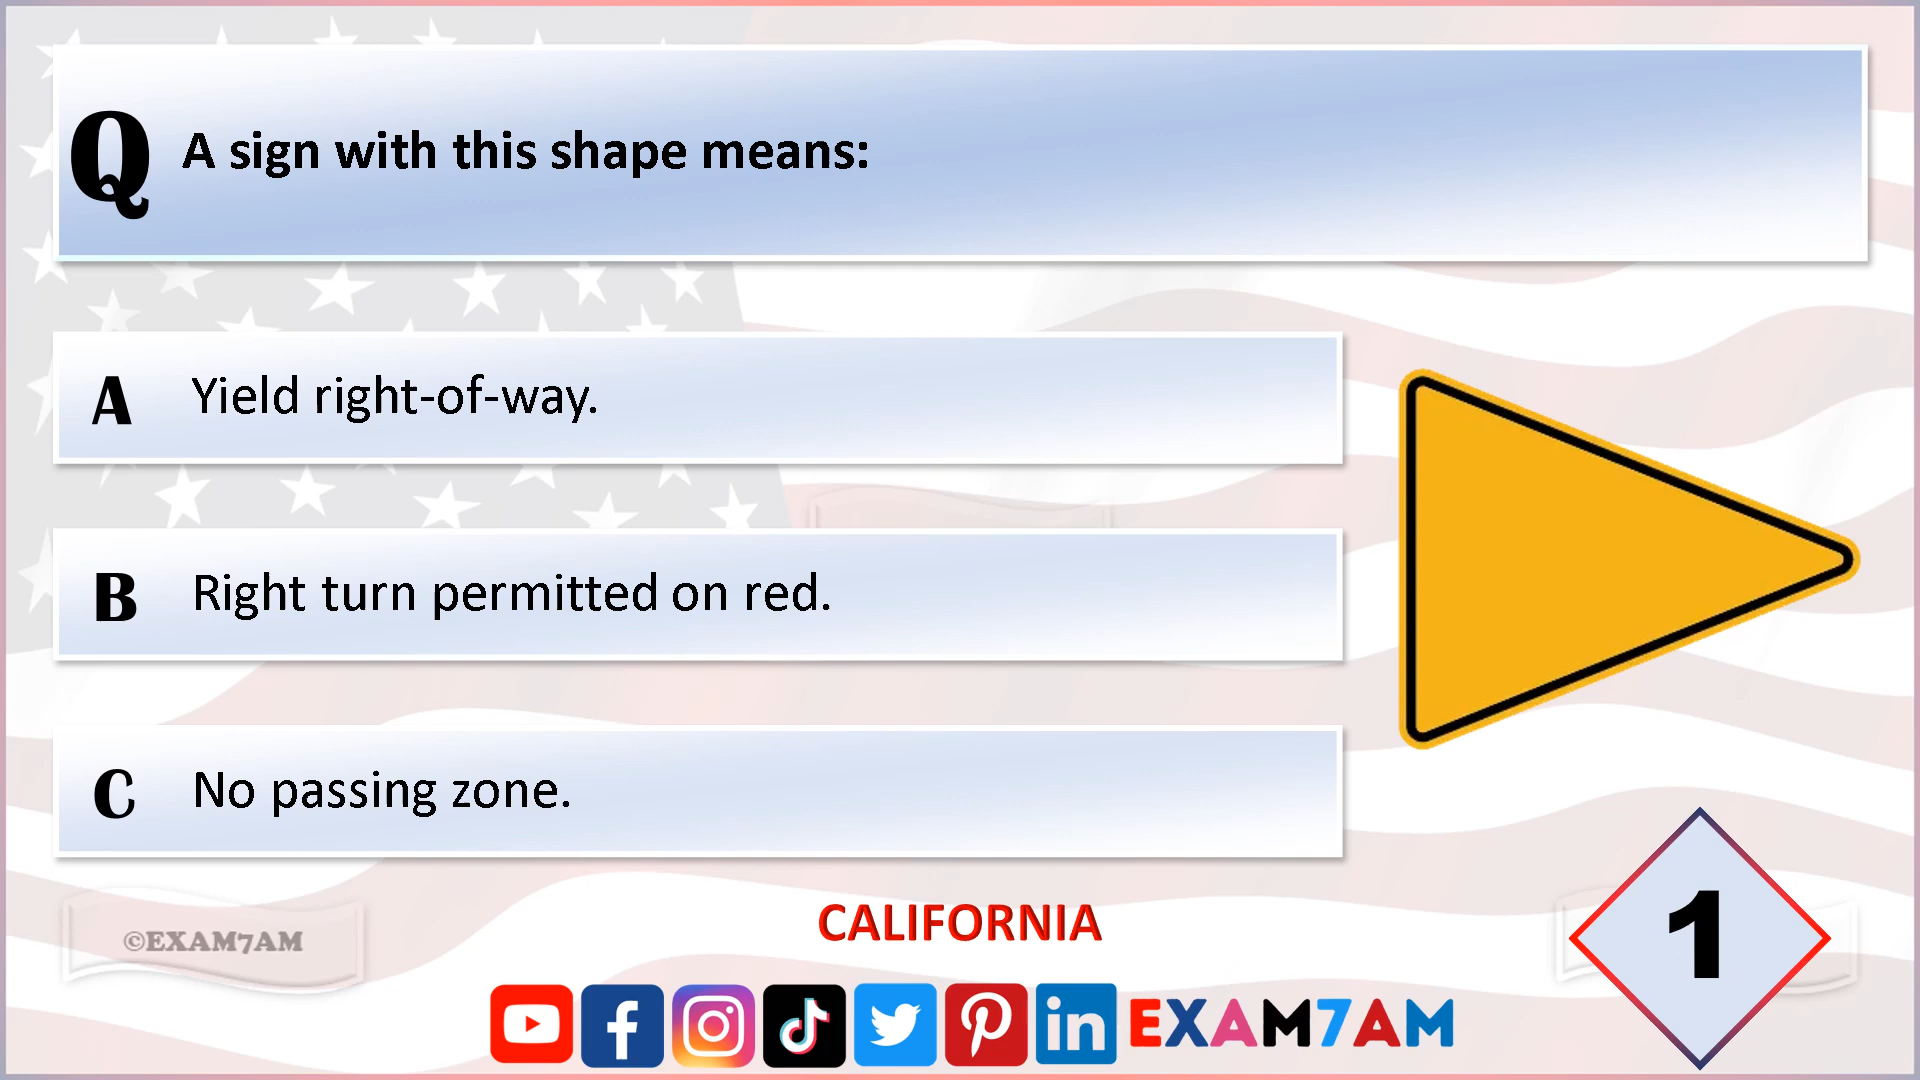 Q A sign with this shape means:
A Yield right-of-way.
B Right turn permitted on red.
C No passing zone.
CALIFORNIA
©EXAM7AM
1
in EXAM7AM